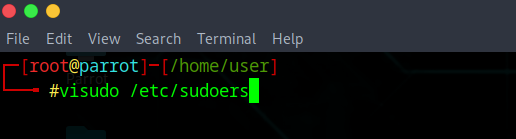 File Edit View Search Terminal Help
[root@parrot]─[/home/user]
#visudo /etc/sudoers